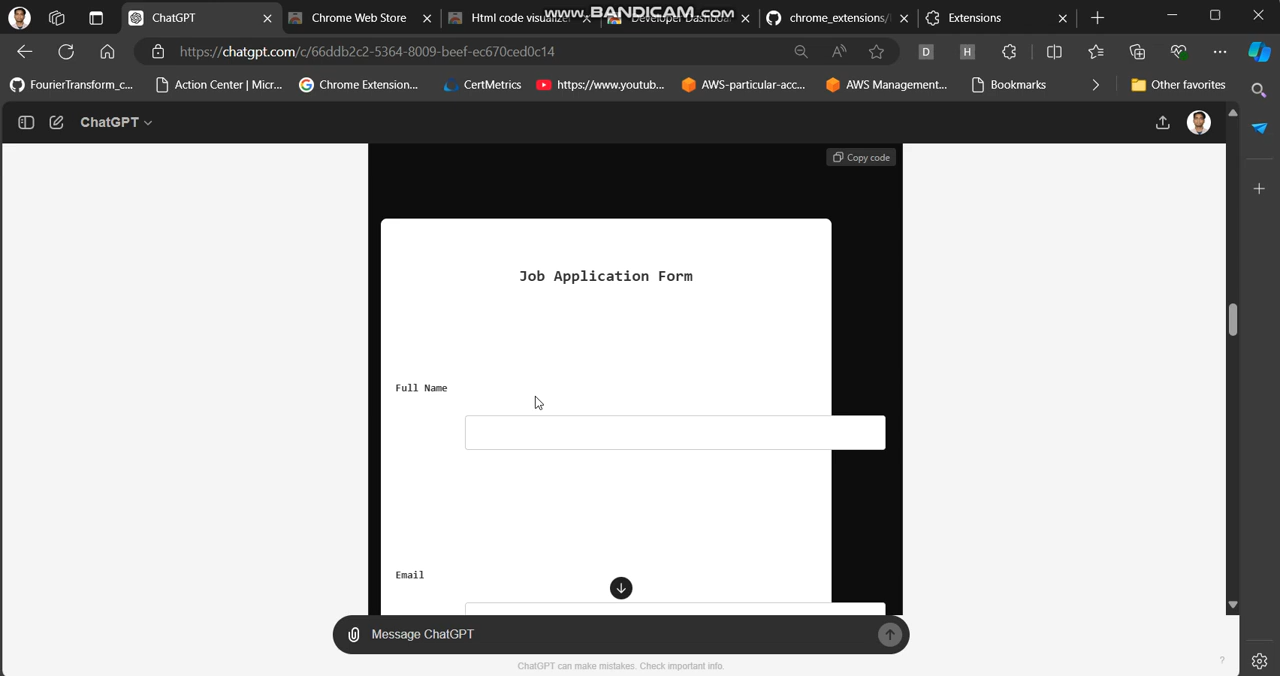 ChatGPT
Chrome Web Store
Html code visualize
Developer Dashboard
chrome_extensions/
Extensions
www.BANDICAM.com
https://chatgpt.com/c/66ddb2c2-5364-8009-beef-ec670ced0c14
D
H
FourierTransform_c...
Action Center | Micr...
Chrome Extension...
CertMetrics
https://www.youtub...
AWS-particular-acc...
AWS Management...
Bookmarks
Other favorites
ChatGPT
Copy code
Job Application Form
Full Name
Email
Message ChatGPT
ChatGPT can make mistakes. Check important info.
?